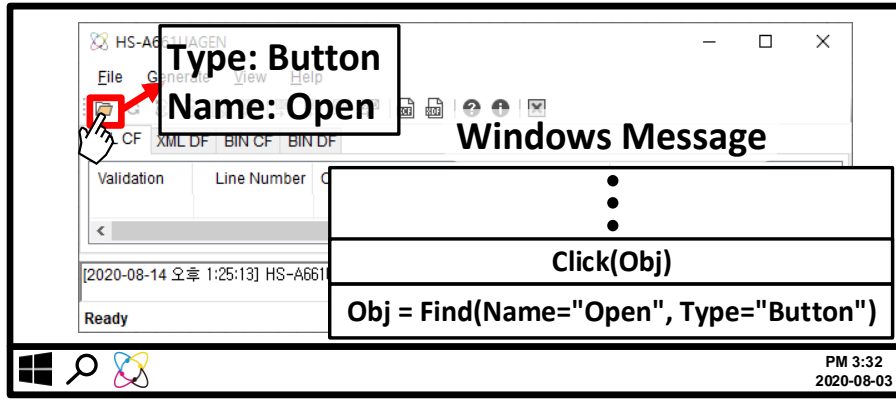 HS-A661UAGEN
Type: Button
Name: Open
File Generate View Help
CF XML DF BIN CF BIN DF
Windows Message
Validation Line Number
Click(Obj)
[2020-08-14 오후 1:25:13] HS-A661
Obj = Find(Name="Open", Type="Button")
Ready
PM 3:32
2020-08-03